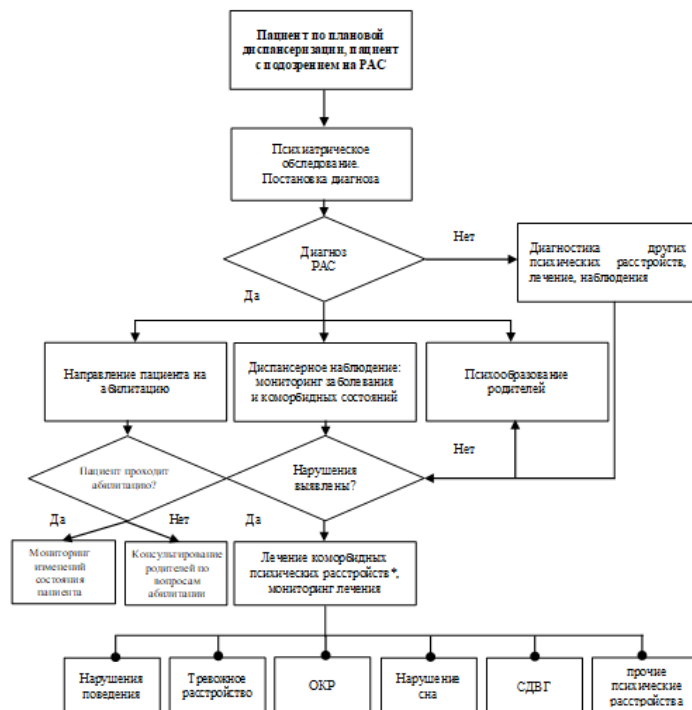 Пациент по плановой
диспансеризации, пациент
с подозрением на РАС
Психиатрическое
обследование.
Постановка диагноза
Диагноз
РАС
Нет
Диагностика других
психических расстройств,
лечение, наблюдения
Да
Направление пациента на
абилитацию
Диспансерное наблюдение:
мониторинг заболевания
и коморбидных состояний
Психообразование
родителей
Пациент проходит
абилитацию?
Нарушения
выявлены?
Нет
Да
Нет
Да
Мониторинг
изменений
состояния
пациента
Консультирование
родителей по
вопросам
абилитации
Лечение коморбидных
психических расстройств*,
мониторинг лечения
Нарушения
поведения
Тревожное
расстройство
ОКР
Нарушение
сна
СДВГ
прочие
психические
расстройства